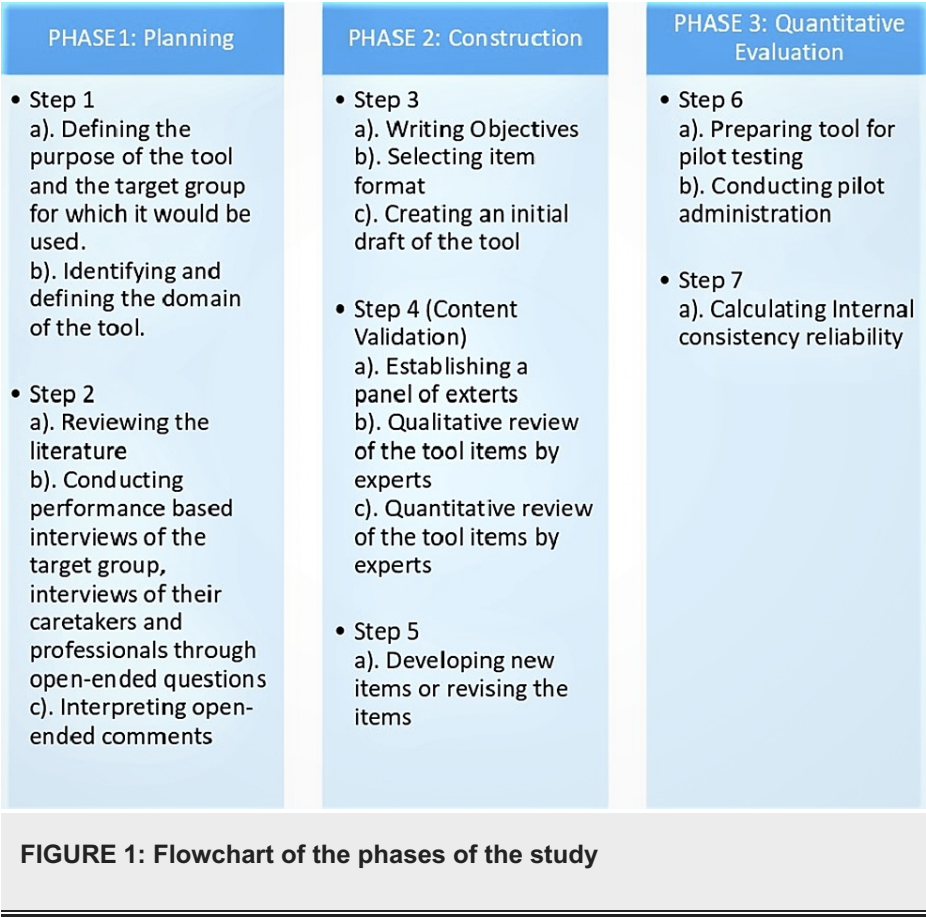 PHASE1: Planning
• Step 1
a). Defining the
purpose of the tool
and the target group
for which it would be
used.
b). Identifying and
defining the domain
of the tool.
• Step 2
a). Reviewing the
literature
b). Conducting
performance based
interviews of the
target group,
interviews of their
caretakers and
professionals through
open-ended questions
c). Interpreting open-
ended comments
PHASE 2: Construction
• Step 3
a). Writing Objectives
b). Selecting item
format
c). Creating an initial
draft of the tool
• Step 4 (Content
Validation)
a). Establishing a
panel of exterts
b). Qualitative review
of the tool items by
experts
c). Quantitative review
of the tool items by
experts
• Step 5
a). Developing new
items or revising the
items
PHASE 3: Quantitative
Evaluation
• Step 6
a). Preparing tool for
pilot testing
b). Conducting pilot
administration
• Step 7
a). Calculating Internal
consistency reliability
FIGURE 1: Flowchart of the phases of the study